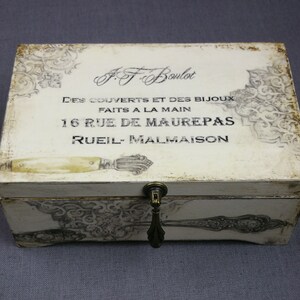 J. F. Boulot
DES COUVERTS ET DES BIJOUX
FAITS A LA MAIN
16 RUE DE MAUREPAS
RUEIL-MALMAISON